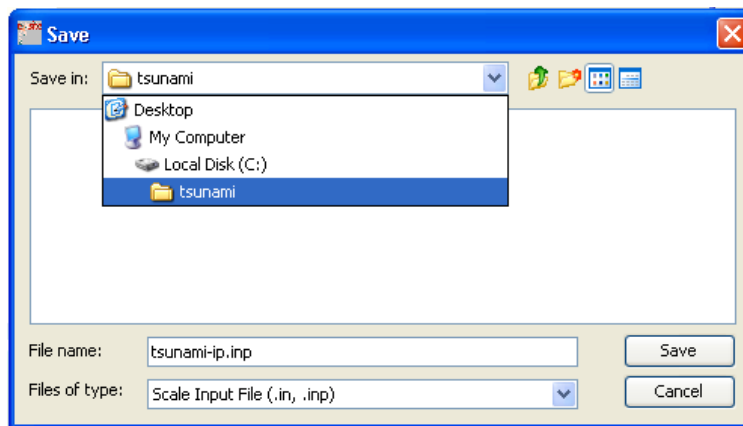 Save
Save in: tsunami
Desktop
My Computer
Local Disk (C:)
tsunami
File name: tsunami-ip.inp Save
Files of type: Scale Input File (.in, .inp) Cancel